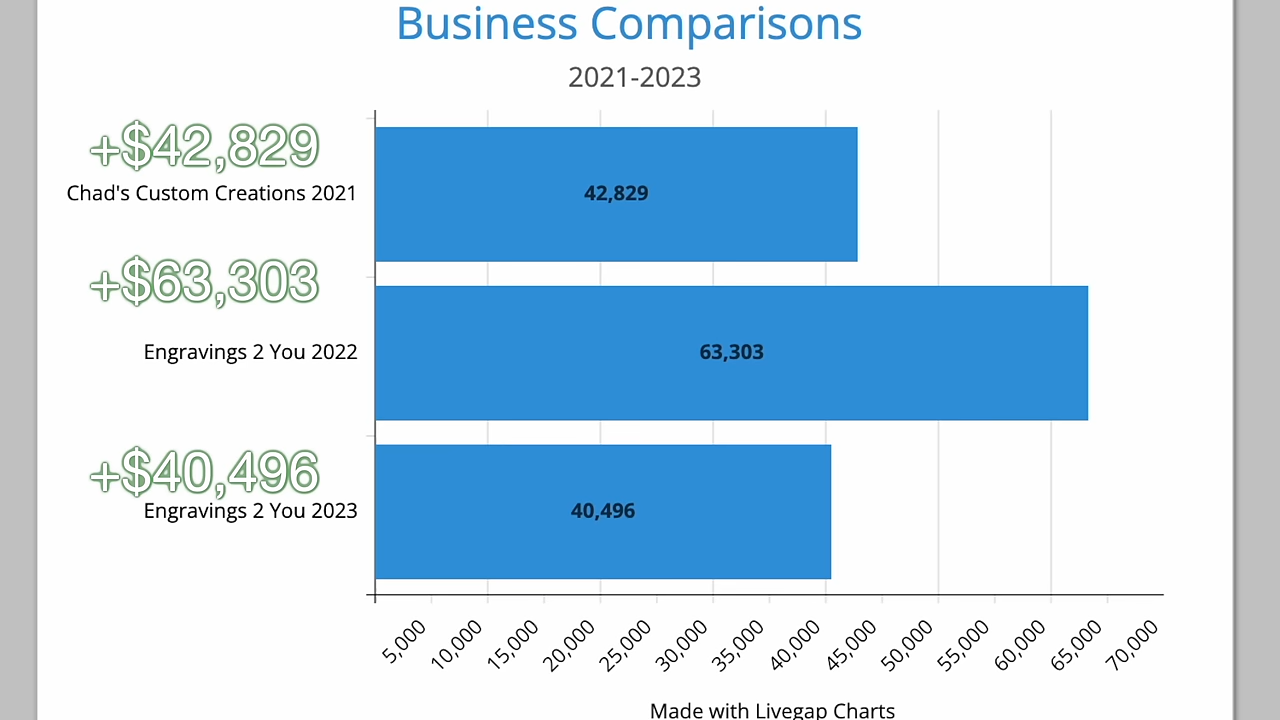 Business Comparisons
2021-2023
+$42,829
Chad's Custom Creations 2021
42,829
+$63,303
Engravings 2 You 2022
63,303
+$40,496
Engravings 2 You 2023
40,496
5,000 10,000 15,000 20,000 25,000 30,000 35,000 40,000 45,000 50,000 55,000 60,000 65,000 70,000
Made with Livegap Charts